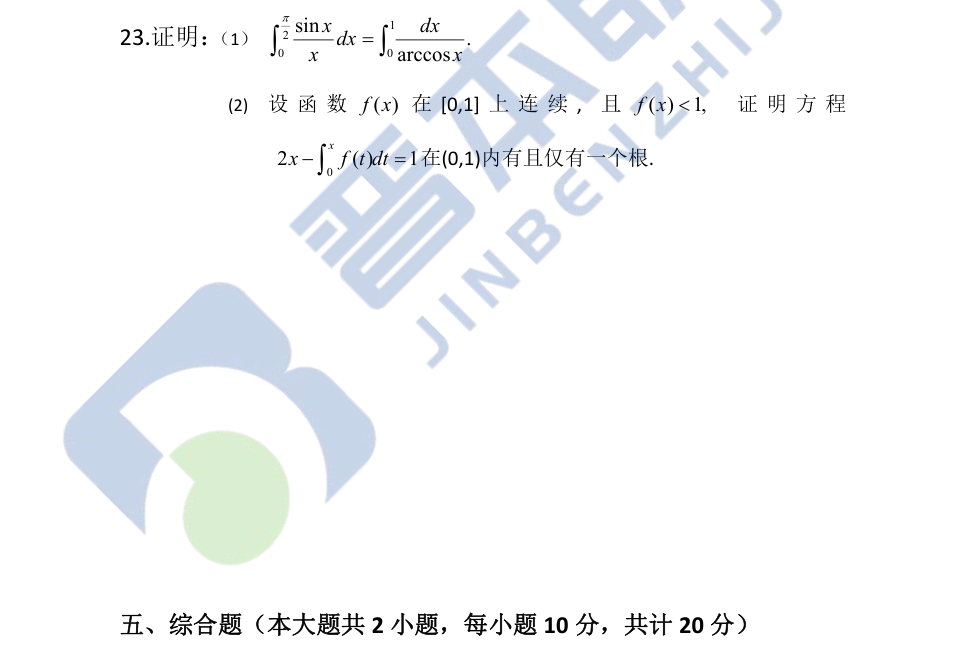 23.证明：（1） ∫₀^{π/2} sin x / x dx = ∫₀¹ dx / arccos x .
(2) 设函数 f(x) 在 [0,1] 上连续, 且 f(x)<1, 证明方程
2x−∫₀ˣ f(t)dt =1在(0,1)内有且仅有一个根.
晋本
JINBENZHI
五、综合题（本大题共 2 小题，每小题 10 分，共计 20 分）